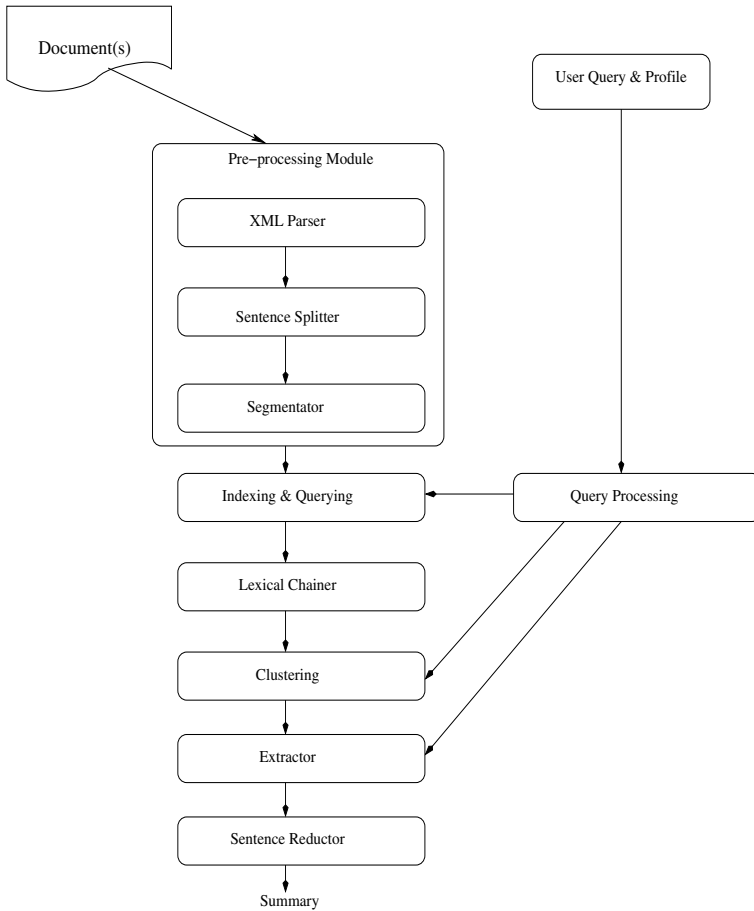 Document(s)
User Query & Profile
Pre−processing Module
XML Parser
Sentence Splitter
Segmentator
Indexing & Querying
Query Processing
Lexical Chainer
Clustering
Extractor
Sentence Reductor
Summary